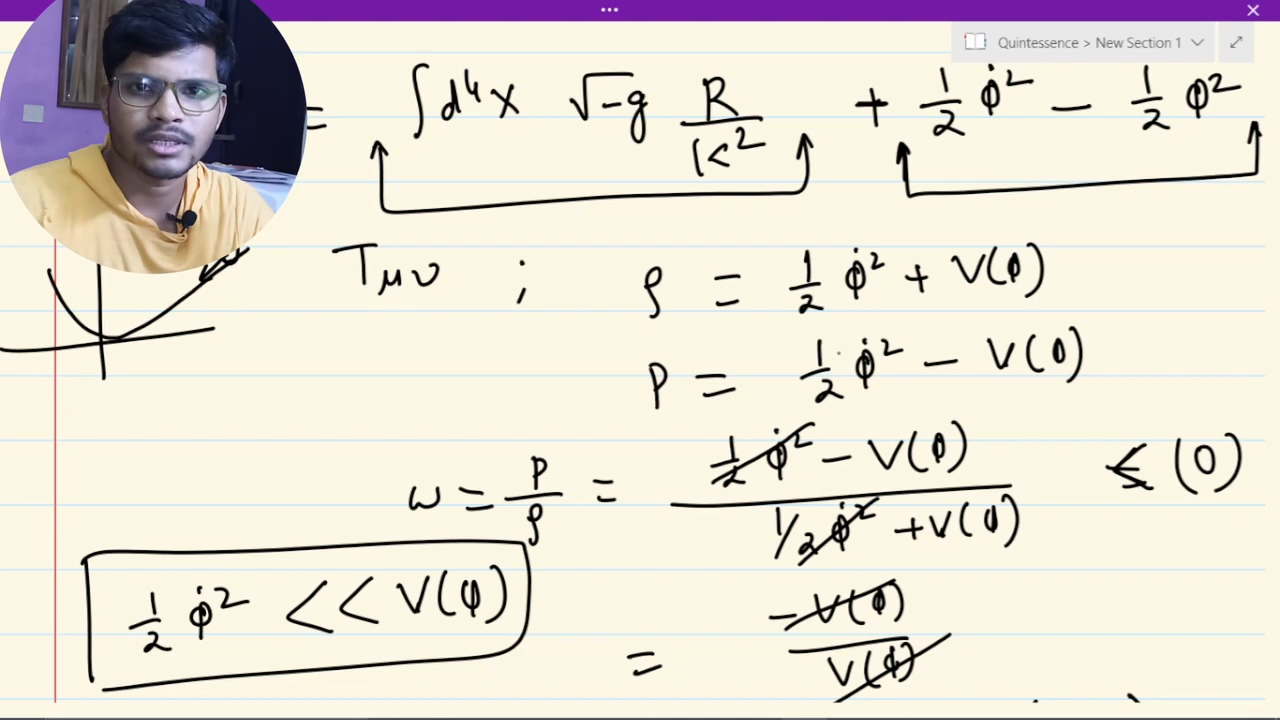 Quintessence > New Section 1
= ∫d⁴x √-g R/K² + 1/2 φ̇² - 1/2 φ²
Tμν ; ρ = 1/2 φ̇² + V(φ)
p = 1/2 φ̇² - V(φ)
ω = p/ρ = (1/2 φ̇² - V(φ))/(1/2 φ̇² + V(φ)) ≤ (0)
1/2 φ̇² << V(φ)
= -V(φ)/V(φ)